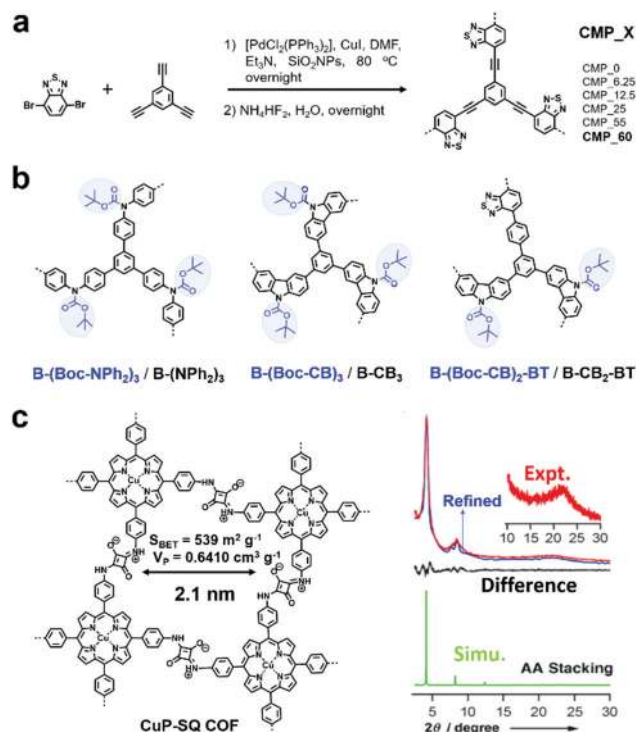 a
1) [PdCl2(PPh3)2], CuI, DMF,
Et3N, SiO2NPs, 80 ºC
overnight
2) NH4HF2, H2O, overnight
Br
Br
N
S
N
+
CMP_X
CMP_0
CMP_6.25
CMP_12.5
CMP_25
CMP_55
CMP_60
b
B-(Boc-NPh2)3 / B-(NPh2)3
B-(Boc-CB)3 / B-CB3
B-(Boc-CB)2-BT / B-CB2-BT
c
SBET = 539 m2 g-1
VP = 0.6410 cm3 g-1
2.1 nm
CuP-SQ COF
Expt.
Refined
10 15 20 25 30
Difference
Simu.
AA Stacking
5 10 15 20 25 30
2θ / degree